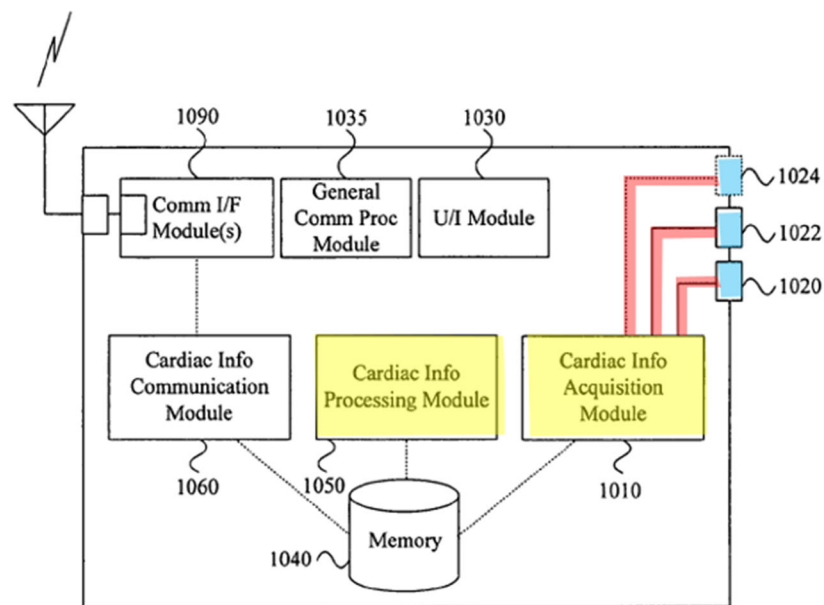 1090
1035
1030
Comm I/F
Module(s)
General
Comm Proc
Module
U/I Module
1024
1022
1020
Cardiac Info
Communication
Module
Cardiac Info
Processing Module
Cardiac Info
Acquisition
Module
1060
1050
1010
Memory
1040